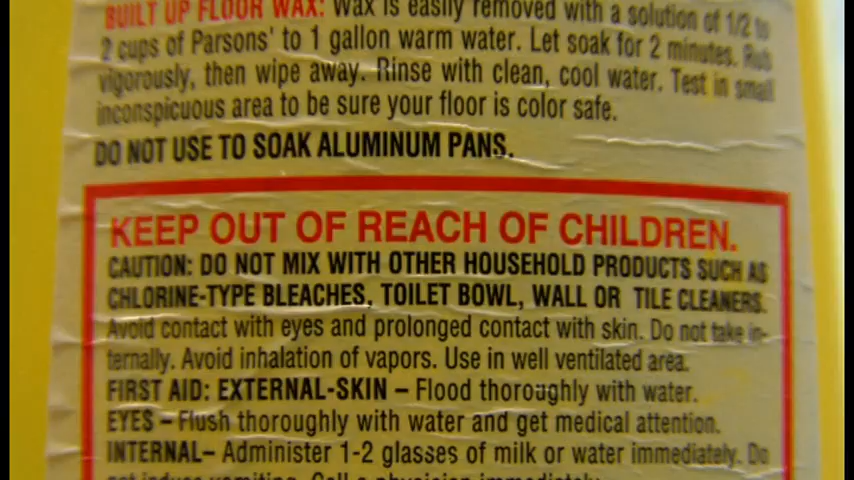 BUILT UP FLOOR WAX: Wax is easily removed with a solution of 1/2 to
2 cups of Parsons' to 1 gallon warm water. Let soak for 2 minutes. Rub
vigorously, then wipe away. Rinse with clean, cool water. Test in small
inconspicuous area to be sure your floor is color safe.
DO NOT USE TO SOAK ALUMINUM PANS.
KEEP OUT OF REACH OF CHILDREN.
CAUTION: DO NOT MIX WITH OTHER HOUSEHOLD PRODUCTS SUCH AS
CHLORINE-TYPE BLEACHES, TOILET BOWL, WALL OR TILE CLEANERS.
Avoid contact with eyes and prolonged contact with skin. Do not take in-
ternally. Avoid inhalation of vapors. Use in well ventilated area.
FIRST AID: EXTERNAL-SKIN – Flood thoroughly with water.
EYES – Flush thoroughly with water and get medical attention.
INTERNAL– Administer 1-2 glasses of milk or water immediately. Do
not induce vomiting. Call a physician immediately.